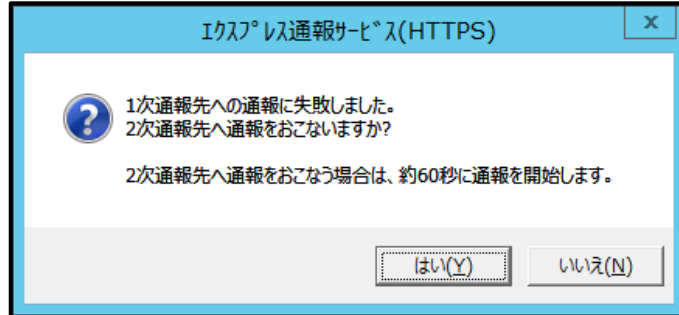 ｴｸｽﾌﾟﾚｽ通報ｻｰﾋﾞｽ(HTTPS)
x
?
1次通報先への通報に失敗しました。
2次通報先へ通報をおこないますか?
2次通報先へ通報をおこなう場合は、約60秒に通報を開始します。
はい(Y)
いいえ(N)